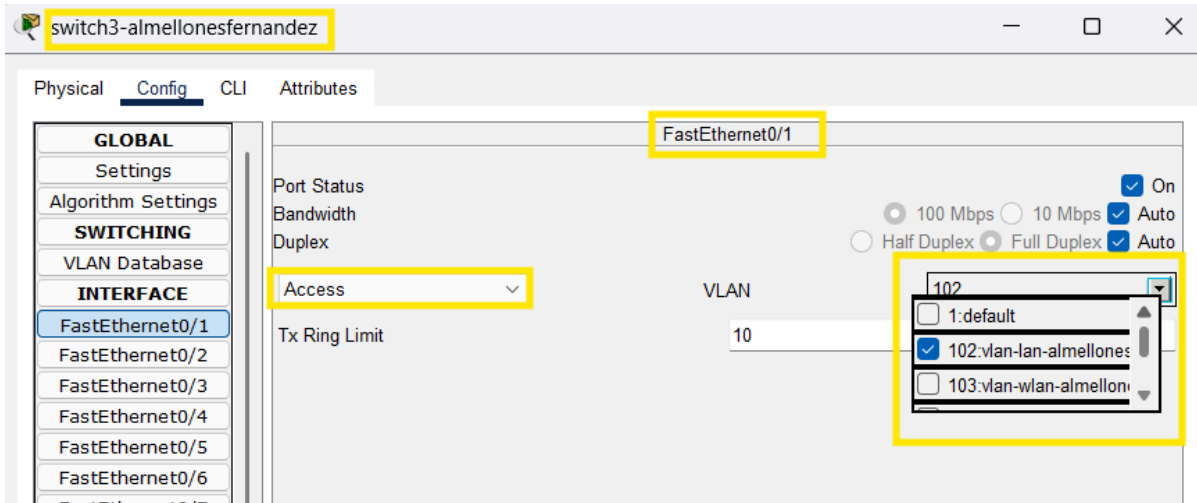 switch3-almellonesfernandez
Physical Config CLI Attributes
GLOBAL
Settings
Algorithm Settings
SWITCHING
VLAN Database
INTERFACE
FastEthernet0/1
FastEthernet0/2
FastEthernet0/3
FastEthernet0/4
FastEthernet0/5
FastEthernet0/6
FastEthernet0/1
Port Status On
Bandwidth 100 Mbps 10 Mbps Auto
Duplex Half Duplex Full Duplex Auto
Access VLAN 102
1:default
102:vlan-lan-almellones
103:vlan-wlan-almellon
Tx Ring Limit 10